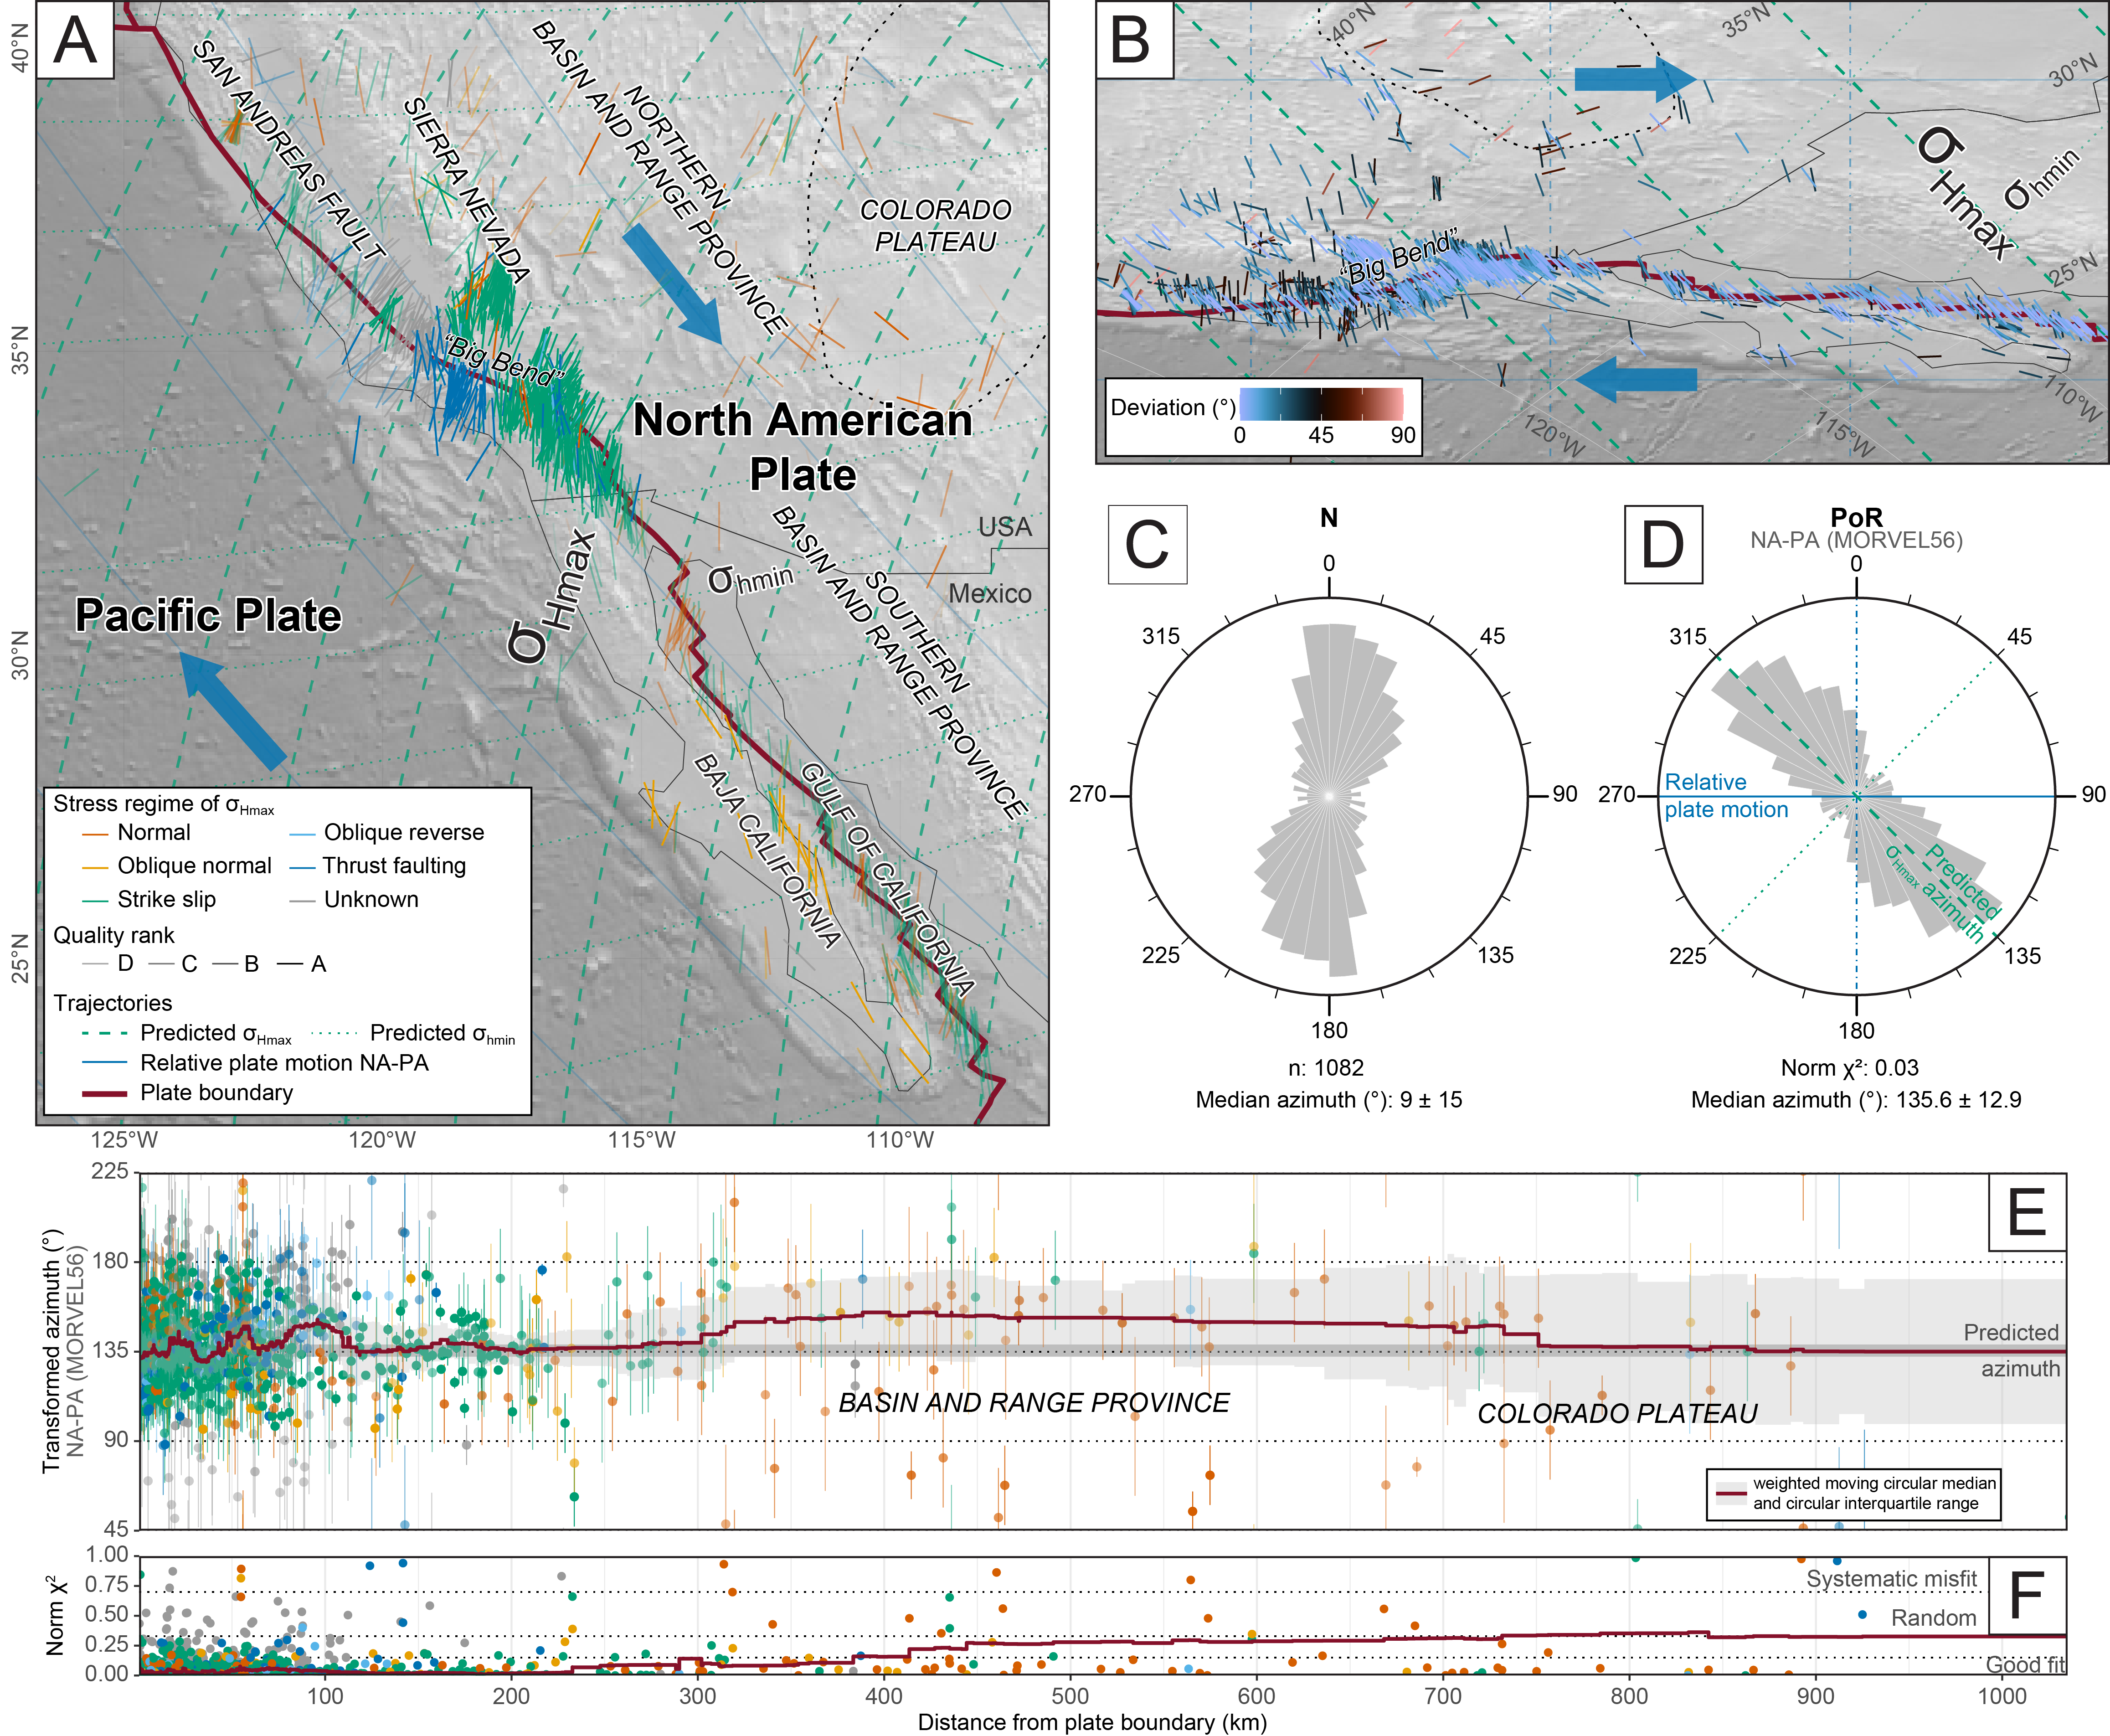 A
40°N
35°N
30°N
25°N
125°W
120°W
115°W
110°W
SAN ANDREAS FAULT
SIERRA NEVADA
NORTHERN
BASIN AND RANGE PROVINCE
COLORADO
PLATEAU
“Big Bend”
North American
Plate
USA
Mexico
σHmax
σhmin
SOUTHERN
BASIN AND RANGE PROVINCE
Pacific Plate
BAJA CALIFORNIA
GULF OF CALIFORNIA
Stress regime of σHmax
Normal
Oblique reverse
Oblique normal
Thrust faulting
Strike slip
Unknown
Quality rank
D C B A
Trajectories
Predicted σHmax
Predicted σhmin
Relative plate motion NA-PA
Plate boundary
B
40°N
35°N
30°N
25°N
120°W
115°W
110°W
σHmax
σhmin
“Big Bend”
Deviation (°)
0 45 90
C
N
0
45
90
135
180
225
270
315
n: 1082
Median azimuth (°): 9 ± 15
D
PoR
NA-PA (MORVEL56)
0
45
90
135
180
225
270
315
Relative
plate motion
Predicted
σHmax azimuth
Norm χ²: 0.03
Median azimuth (°): 135.6 ± 12.9
E
Transformed azimuth (°)
NA-PA (MORVEL56)
225
180
135
90
45
BASIN AND RANGE PROVINCE
COLORADO PLATEAU
Predicted
azimuth
weighted moving circular median
and circular interquartile range
F
Norm χ²
1.00
0.75
0.50
0.25
0.00
Systematic misfit
Random
Good fit
100 200 300 400 500 600 700 800 900 1000
Distance from plate boundary (km)